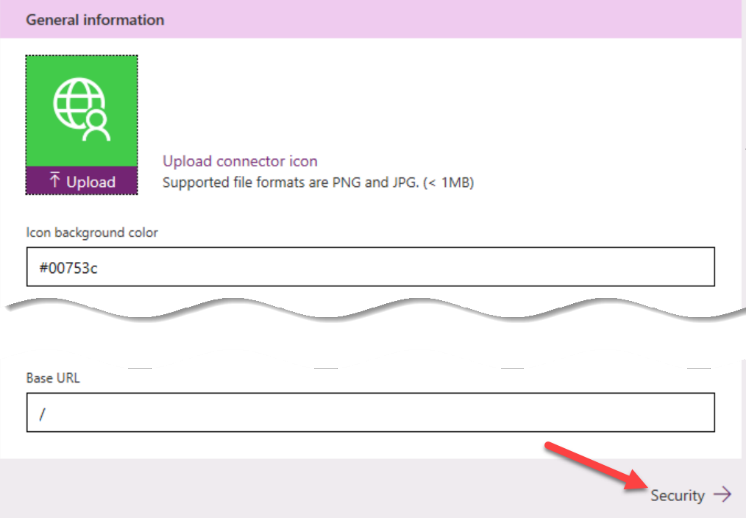 General information
Upload
Upload connector icon
Supported file formats are PNG and JPG. (< 1MB)
Icon background color
#00753c
Base URL
/
Security